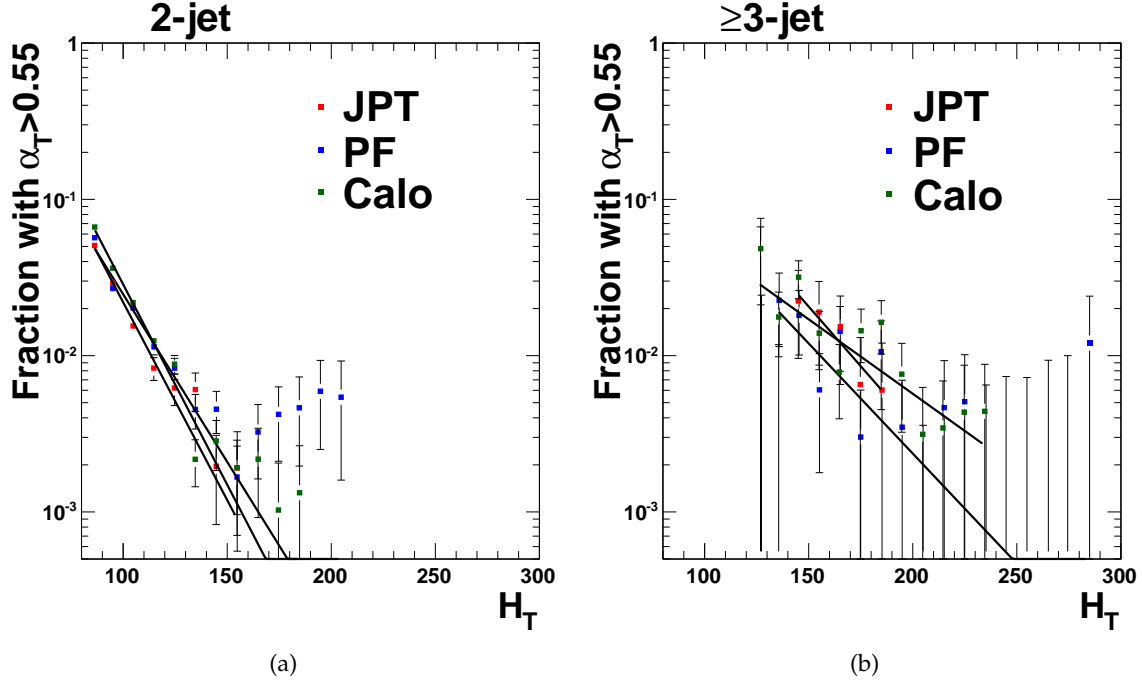 2-jet
Fraction with α_T>0.55
1
10⁻¹
10⁻²
10⁻³
JPT
PF
Calo
100 150 200 250 300
H_T
(a)
≥3-jet
Fraction with α_T>0.55
1
10⁻¹
10⁻²
10⁻³
JPT
PF
Calo
100 150 200 250 300
H_T
(b)